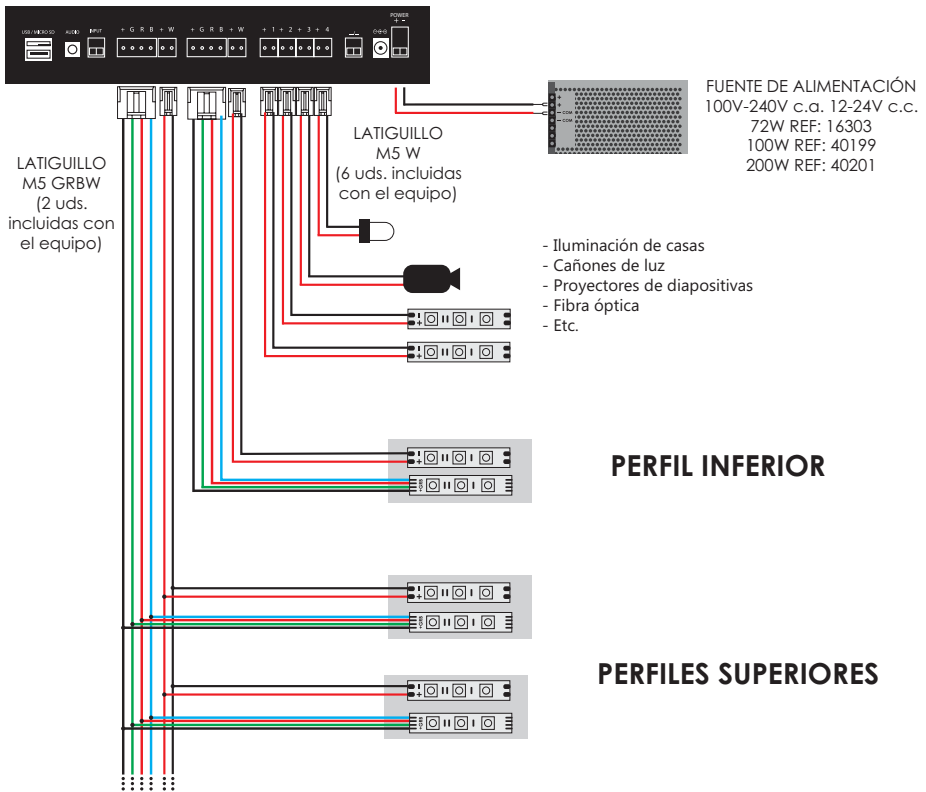 POWER
+ -
USB / MICRO SD
AUDIO
INPUT
+ G R B + W
+ G R B + W
+ 1 + 2 + 3 + 4
+
+
COM
COM
FUENTE DE ALIMENTACIÓN
100V-240V c.a. 12-24V c.c.
72W REF: 16303
100W REF: 40199
200W REF: 40201
LATIGUILLO
M5 GRBW
(2 uds.
incluidas con
el equipo)
LATIGUILLO
M5 W
(6 uds. incluidas
con el equipo)
- Iluminación de casas
- Cañones de luz
- Proyectores de diapositivas
- Fibra óptica
- Etc.
PERFIL INFERIOR
PERFILES SUPERIORES